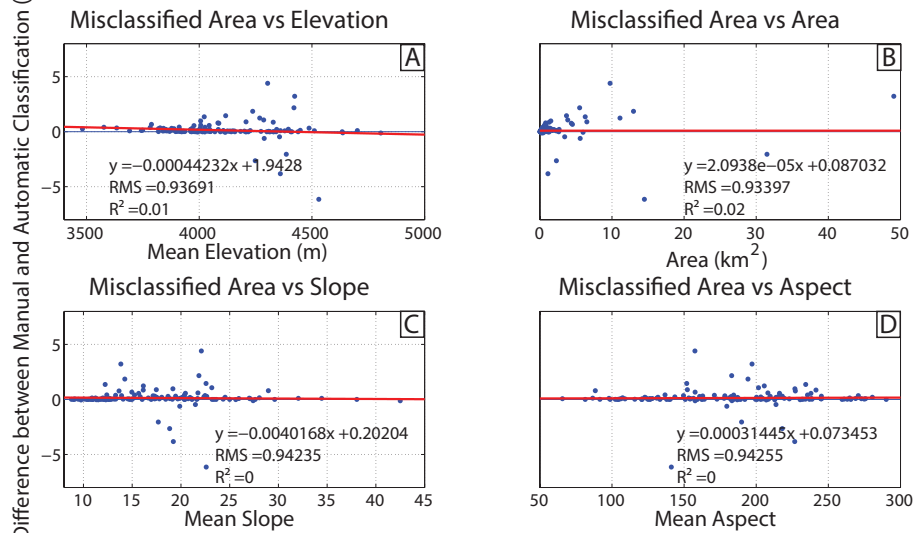 Difference between Manual and Automatic Classification (
Misclassified Area vs Elevation
A
5
0
−5
y =−0.00044232x +1.9428
RMS =0.93691
R² =0.01
3500 4000 4500 5000
Mean Elevation (m)
Misclassified Area vs Area
B
y =2.0938e−05x +0.087032
RMS =0.93397
R² =0.02
0 10 20 30 40 50
Area (km²)
Misclassified Area vs Slope
C
5
0
−5
y =−0.0040168x +0.20204
RMS =0.94235
R² =0
10 15 20 25 30 35 40 45
Mean Slope
Misclassified Area vs Aspect
D
y =0.00031445x +0.073453
RMS =0.94255
R² =0
50 100 150 200 250 300
Mean Aspect